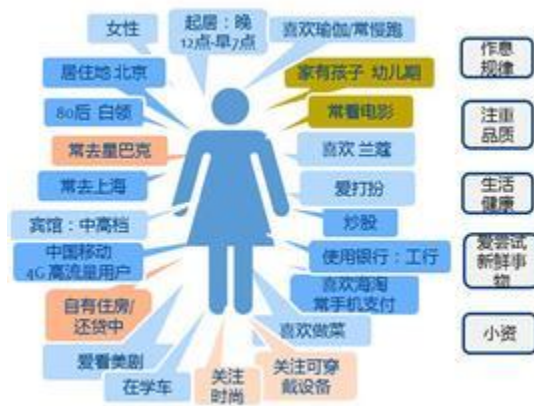 女性
起居：晚
12点-早7点
喜欢瑜伽/常慢跑
居住地 北京
家有孩子 幼儿期
80后 白领
常看电影
常去星巴克
喜欢 兰蔻
常去上海
爱打扮
宾馆：中高档
炒股
中国移动
4G 高流量用户
使用银行：工行
自有住房/
还贷中
喜欢海淘
常手机支付
爱看美剧
喜欢做菜
在学车
关注
时尚
关注可穿
戴设备
作息
规律
注重
品质
生活
健康
爱尝试
新鲜事
物
小资